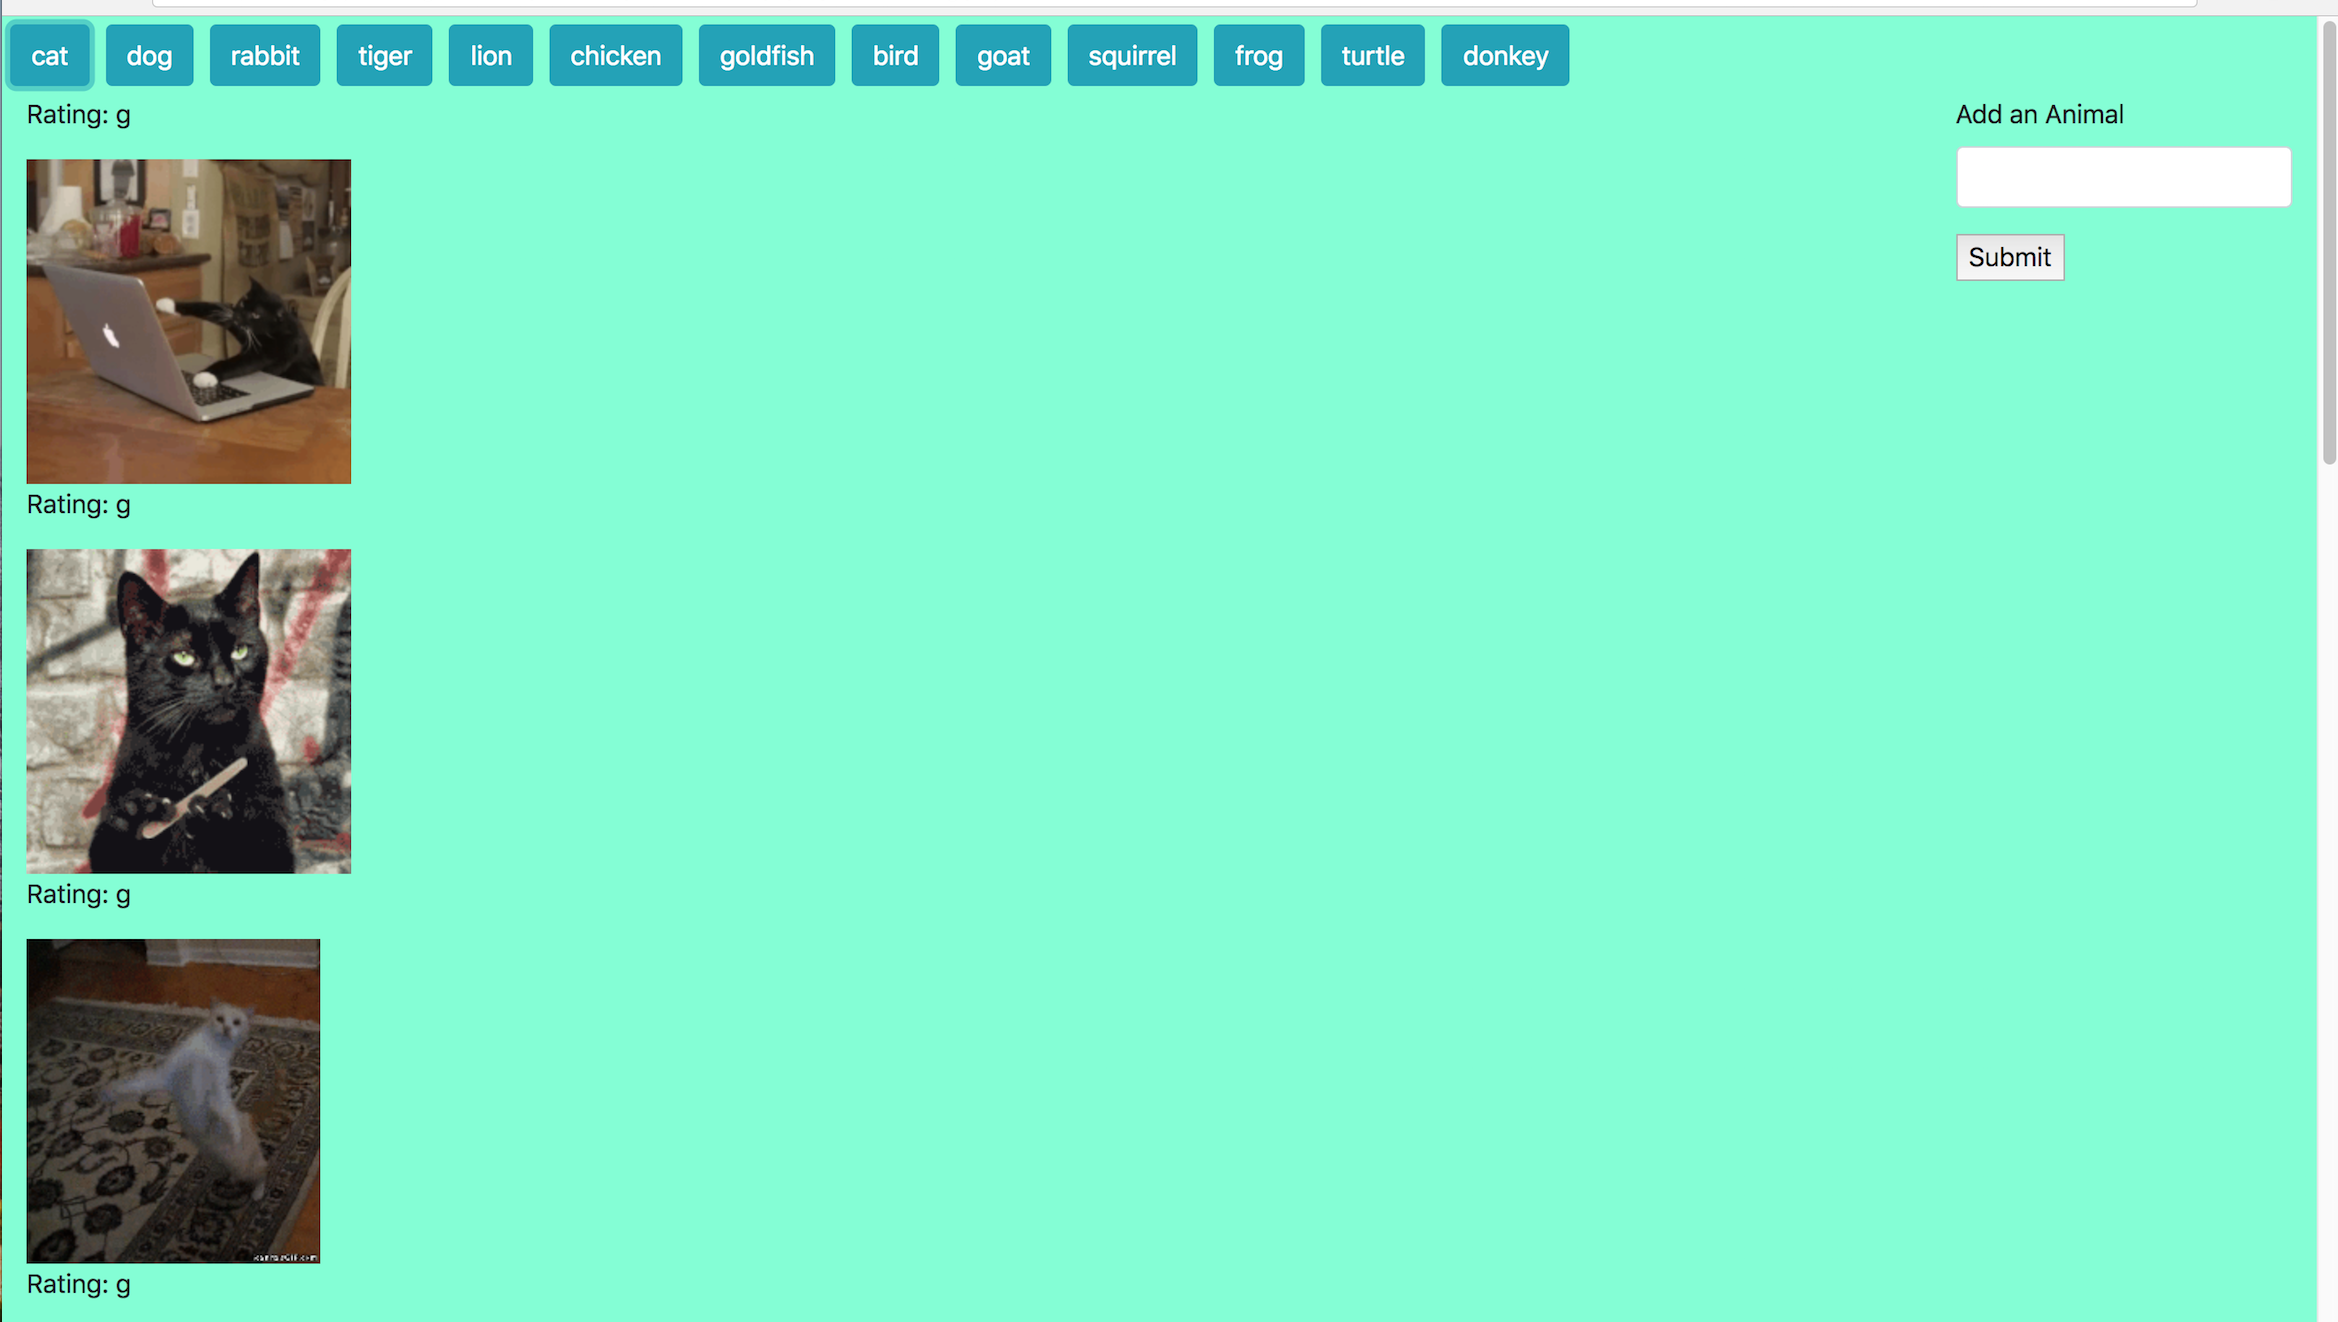 cat dog rabbit tiger lion chicken goldfish bird goat squirrel frog turtle donkey
Rating: g
Add an Animal
Submit
Rating: g
Rating: g
Rating: g